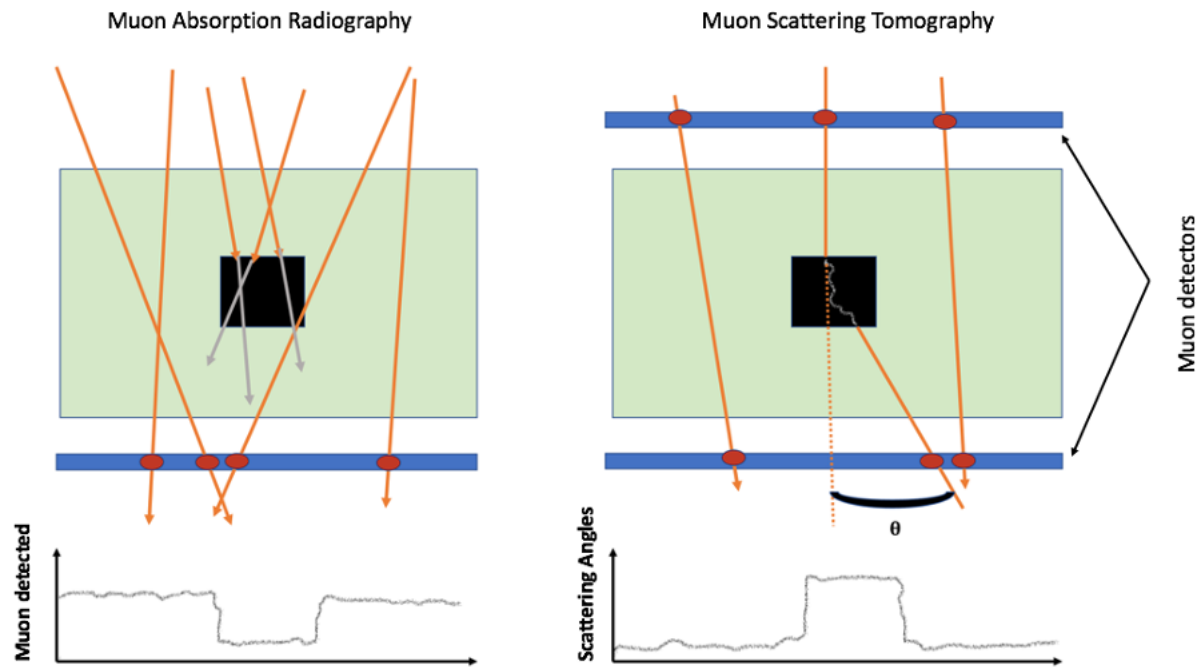 Muon Absorption Radiography
Muon Scattering Tomography
Muon detectors
θ
Muon detected
Scattering Angles